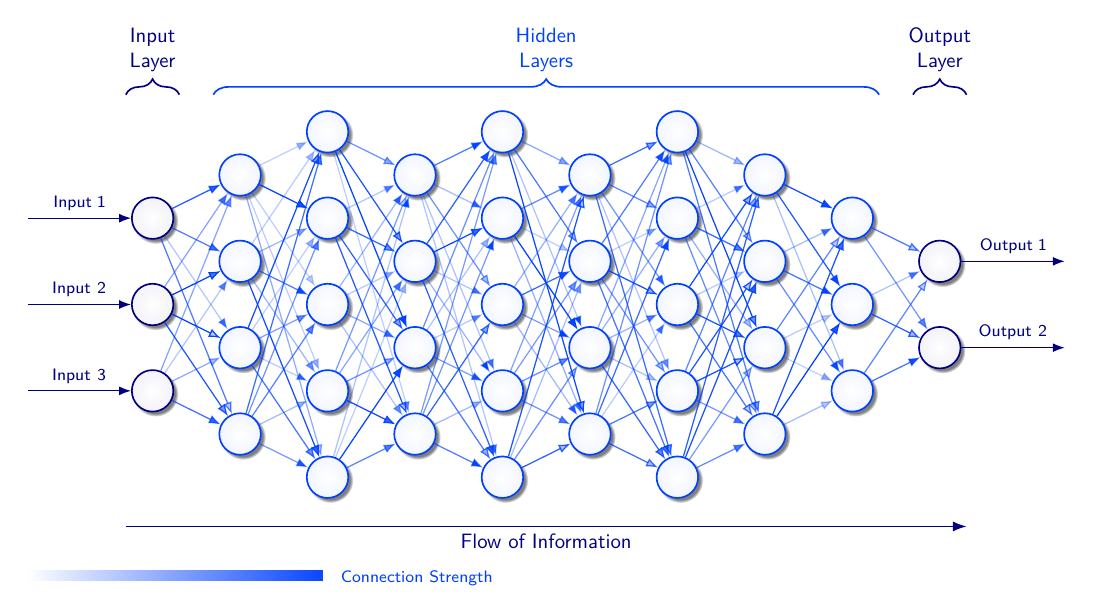 Input
Layer
Hidden
Layers
Output
Layer
Input 1
Input 2
Input 3
Output 1
Output 2
Flow of Information
Connection Strength